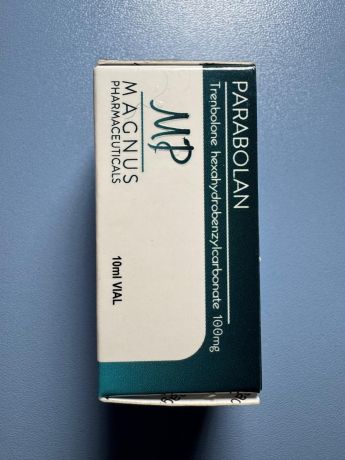 PARABOLAN
Trenbolone hexahydrobenzylcarbonate 100mg
MP
MAGNUS
PHARMACEUTICALS
10ml VIAL